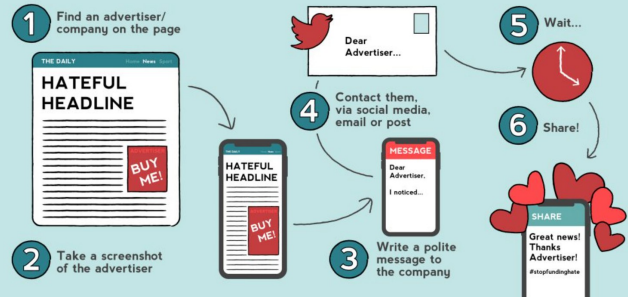 1
Find an advertiser/
company on the page
THE DAILY
Home News Sport
HATEFUL
HEADLINE
BUY
ME!
2
Take a screenshot
of the advertiser
HATEFUL
HEADLINE
BUY
ME!
3
Write a polite
message to
the company
MESSAGE
Dear
Advertiser,
I noticed...
4
Contact them,
via social media,
email or post
Dear
Advertiser...
5
Wait...
6
Share!
SHARE
Great news!
Thanks
Advertiser!
#stopfundinghate